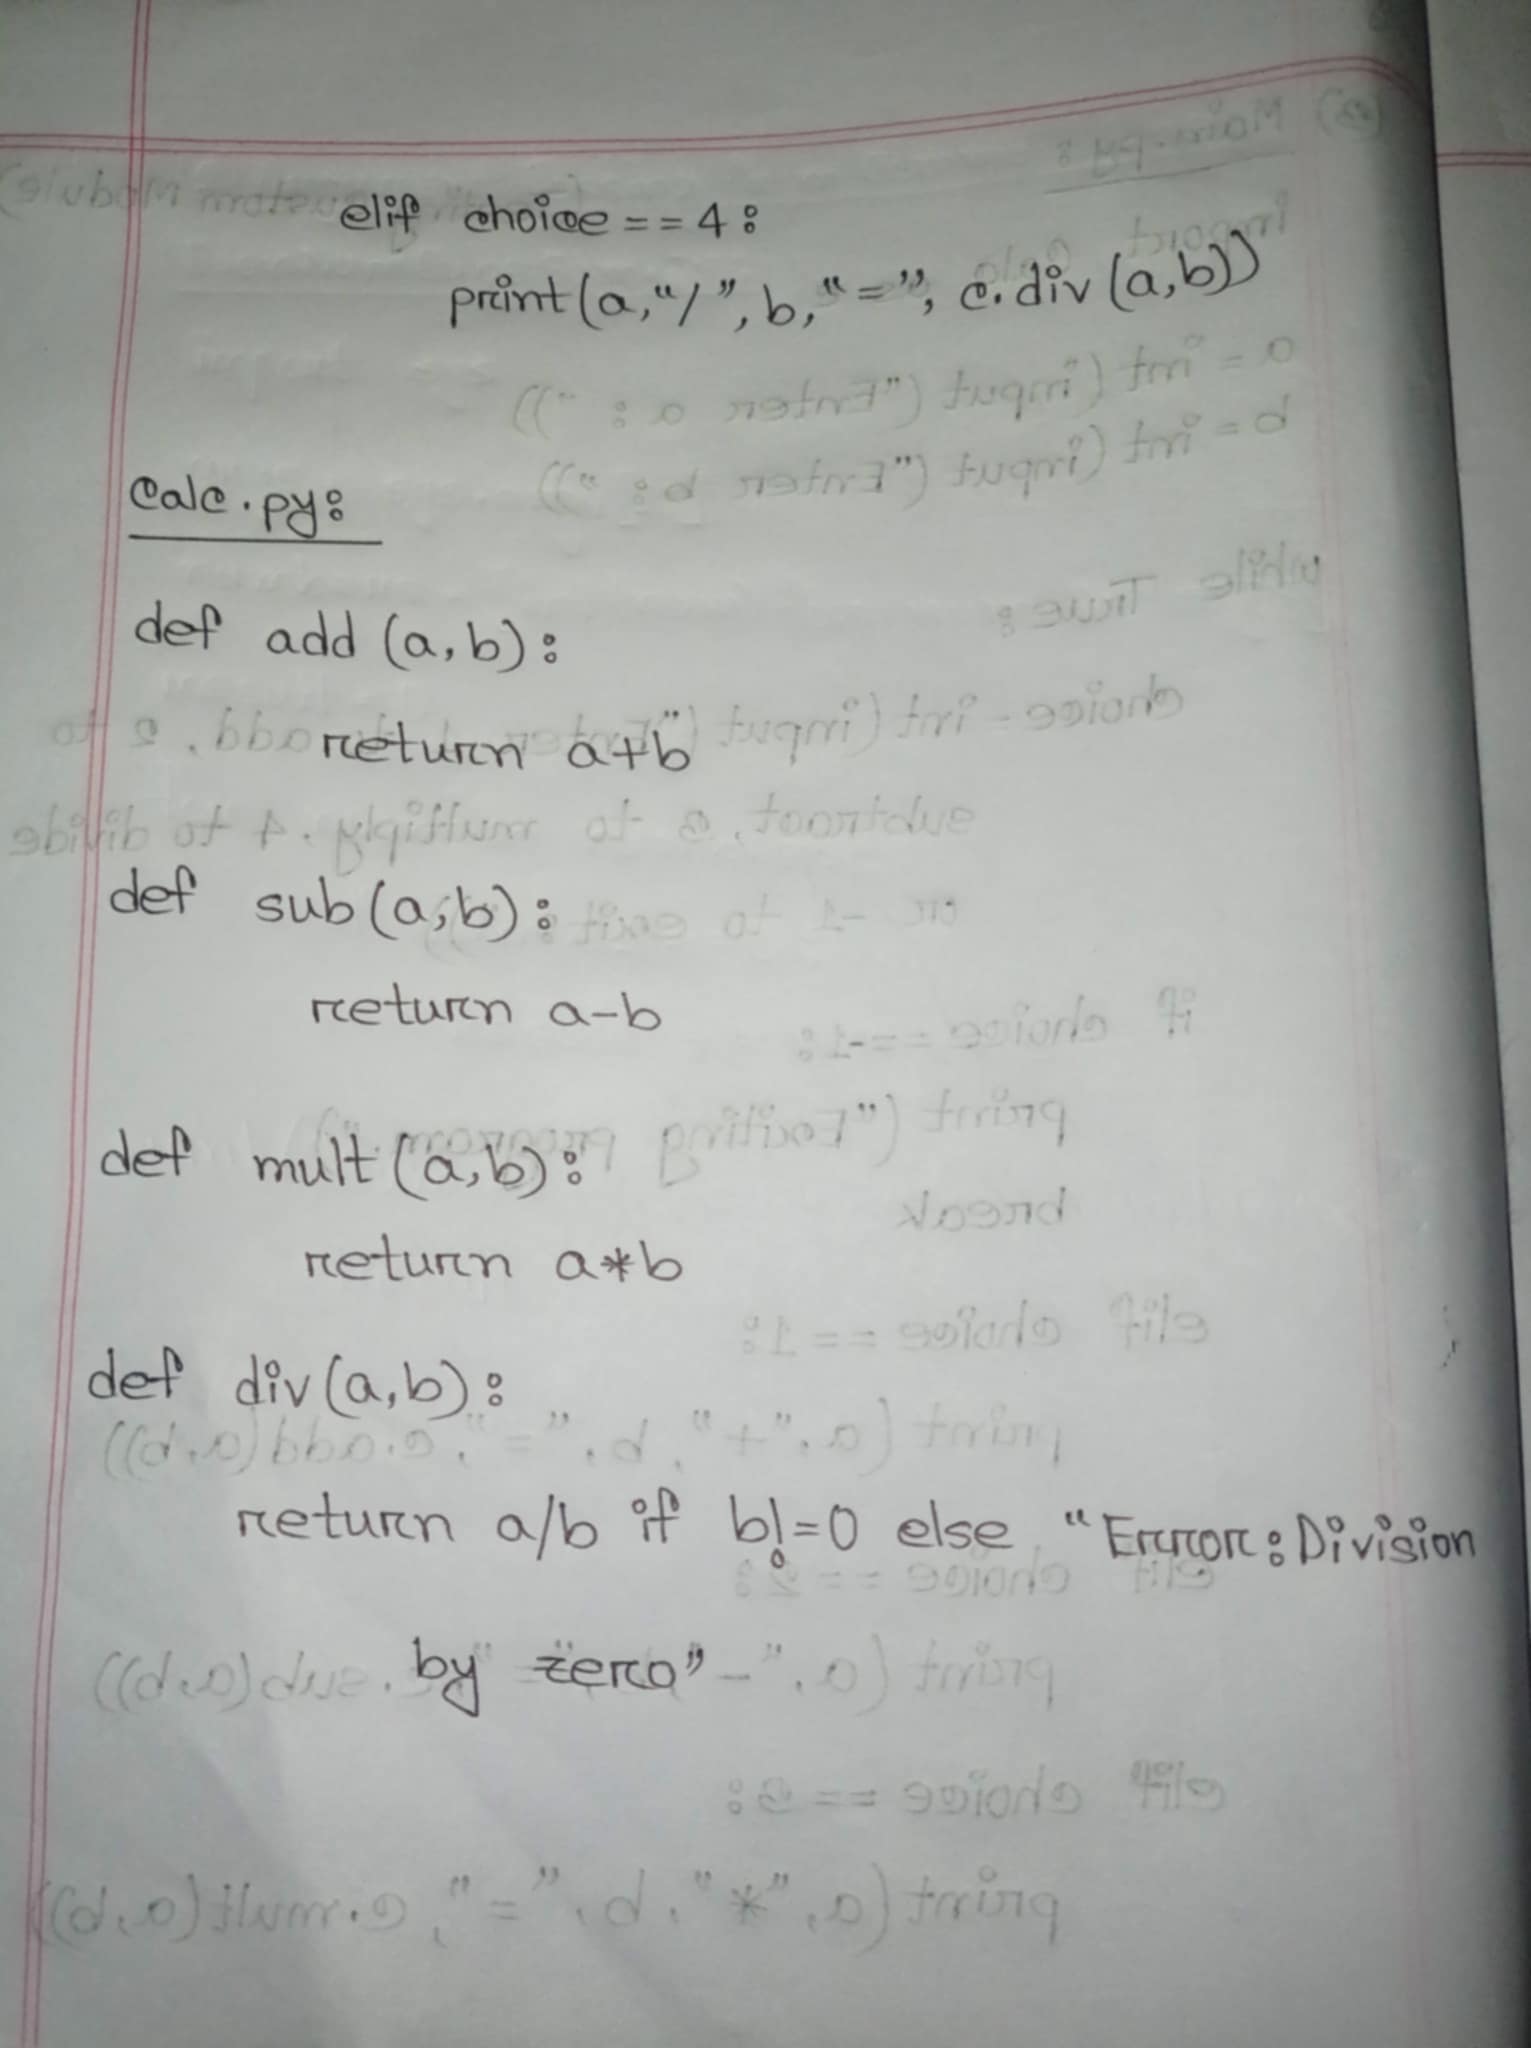 elif choice == 4:
print(a,"/", b, "=", c.div (a,b))
Calc.py:
def add (a,b):
return a+b
def sub (a,b):
return a-b
def mult (a,b):
return a*b
def div (a,b):
return a/b if b!=0 else "Error: Division
by zero"